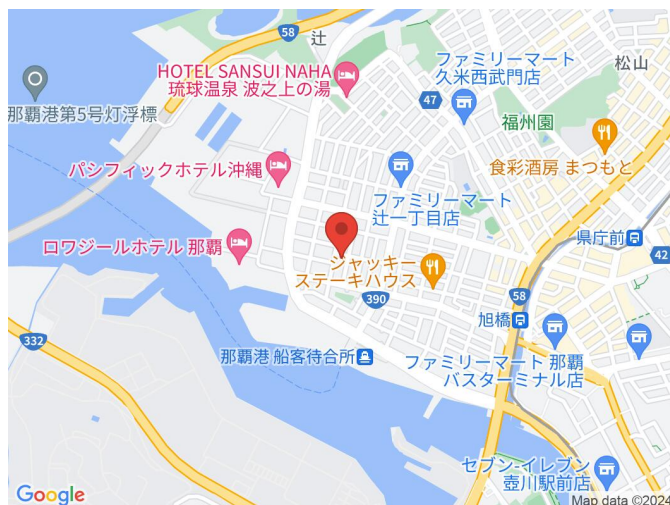 58
辻
HOTEL SANSUI NAHA
琉球温泉 波之上の湯
ファミリーマート
久米西武門店
松山
那覇港第5号灯浮標
47
福州園
食彩酒房 まつもと
パシフィックホテル沖縄
ファミリーマート
辻一丁目店
ロワジールホテル 那覇
県庁前
42
ジャッキー
ステーキハウス
390
58
旭橋
332
那覇港 船客待合所
ファミリーマート 那覇
バスターミナル店
セブン-イレブン
壺川駅前店
Google
Map data ©2024